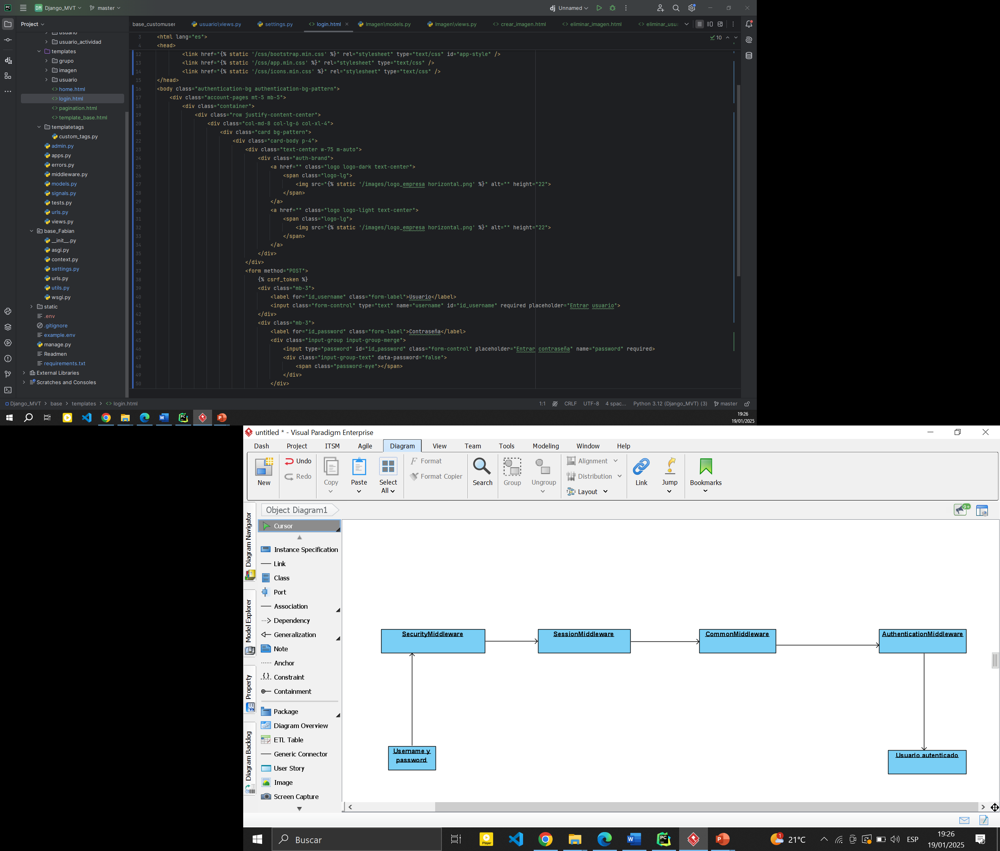 DM Django_MVT master dj Unnamed
Project
base_customuser usuario\views.py settings.py login.html Imagen\models.py Imagen\views.py crear_imagen.html eliminar_imagen.html
usuario
usuario_actividad
templates
grupo
imagen
usuario
home.html
login.html
pagination.html
template_base.html
templatetags
custom_tags.py
admin.py
apps.py
errors.py
middleware.py
models.py
signals.py
tests.py
urls.py
views.py
base_Fabian
__init__.py
asgi.py
context.py
settings.py
urls.py
utils.py
wsgi.py
static
.env
.gitignore
example.env
manage.py
Readmen
requirements.txt
External Libraries
Scratches and Consoles
10
3 <html lang="es">
4 <head>
12 <link href="{% static '/css/bootstrap.min.css' %}" rel="stylesheet" type="text/css" id="app-style" />
13 <link href="{% static '/css/app.min.css' %}" rel="stylesheet" type="text/css" />
14 <link href="{% static '/css/icons.min.css' %}" rel="stylesheet" type="text/css" />
15 </head>
16 <body class="authentication-bg authentication-bg-pattern">
17 <div class="account-pages mt-5 mb-5">
18 <div class="container">
19 <div class="row justify-content-center">
20 <div class="col-md-8 col-lg-6 col-xl-4">
21 <div class="card bg-pattern">
22 <div class="card-body p-4">
23 <div class="text-center w-75 m-auto">
24 <div class="auth-brand">
25 <a href="" class="logo logo-dark text-center">
26 <span class="logo-lg">
27 <img src="{% static '/images/logo_empresa horizontal.png' %}" alt="" height="22">
28 </span>
29 </a>
30 <a href="" class="logo logo-light text-center">
31 <span class="logo-lg">
32 <img src="{% static '/images/logo_empresa horizontal.png' %}" alt="" height="22">
33 </span>
34 </a>
35 </div>
36 </div>
37 <form method="POST">
38 {% csrf_token %}
39 <div class="mb-3">
40 <label for="id_username" class="form-label">Usuario</label>
41 <input class="form-control" type="text" name="username" id="id_username" required placeholder="Entrar usuario">
42 </div>
43 <div class="mb-3">
44 <label for="id_password" class="form-label">Contraseña</label>
45 <div class="input-group input-group-merge">
46 <input type="password" id="id_password" class="form-control" placeholder="Entrar contraseña" name="password" required>
47 <div class="input-group-text" data-password="false">
48 <span class="password-eye"></span>
49 </div>
50 </div>
Django_MVT > base > templates > login.html 1:1 CRLF UTF-8 4 spac... Python 3.12 (Django_MVT) (3) master
19:26
19/01/2025
untitled * - Visual Paradigm Enterprise
Dash Project ITSM Agile Diagram View Team Tools Modeling Window Help
New
Undo
Redo
Copy
Paste
Select
All
Format
Format Copier
Search
Group
Ungroup
Alignment
Distribution
Layout
Link
Jump
Bookmarks
Object Diagram1
9+
Diagram Navigator
Model Explorer
Property
Diagram Backlog
Cursor
Instance Specification
Link
Class
Port
Association
Dependency
Generalization
Note
Anchor
Constraint
Containment
Package
Diagram Overview
ETL Table
Generic Connector
User Story
Image
Screen Capture
SecurityMiddleware
SessionMiddleware
CommonMiddleware
AuthenticationMiddleware
Username y
password
Usuario autenticado
Buscar
Player
1
21°C
ESP
19:26
19/01/2025